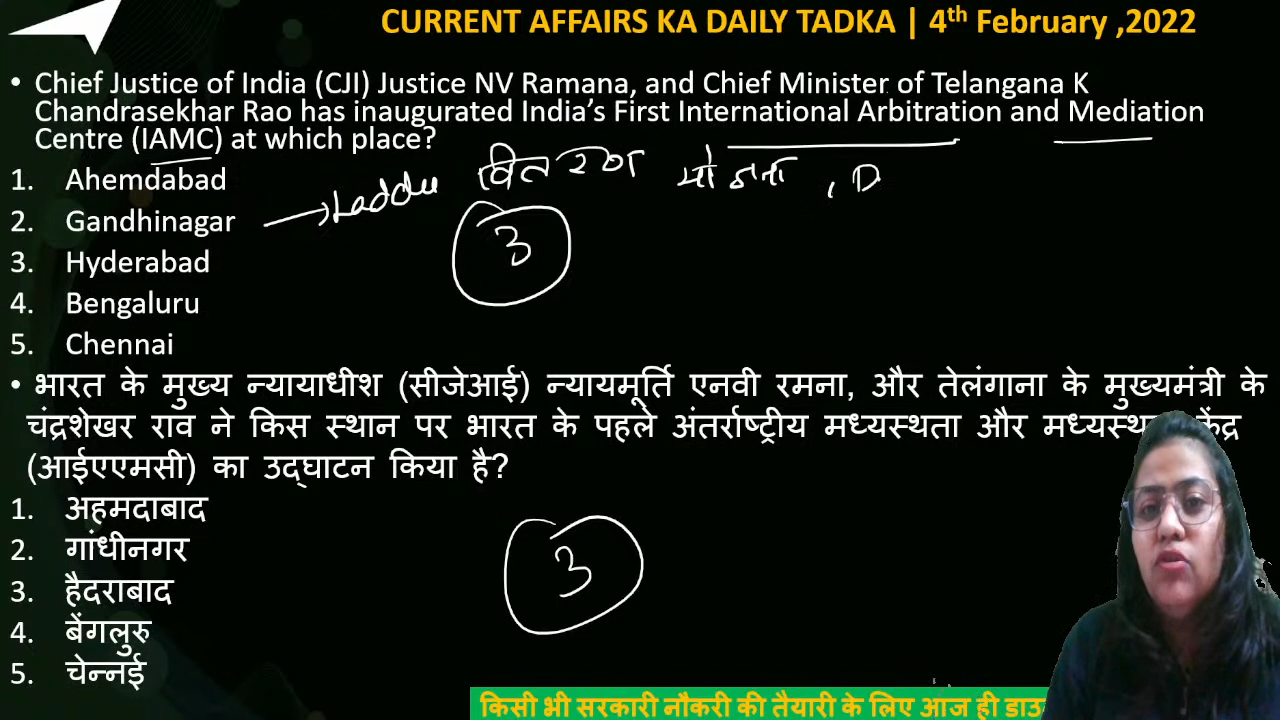 CURRENT AFFAIRS KA DAILY TADKA | 4th February ,2022
• Chief Justice of India (CJI) Justice NV Ramana, and Chief Minister of Telangana K
Chandrasekhar Rao has inaugurated India's First International Arbitration and Mediation
Centre (IAMC) at which place?
1. Ahemdabad
2. Gandhinagar
Laddu वितरण योजना , D
3
3. Hyderabad
4. Bengaluru
5. Chennai
• भारत के मुख्य न्यायाधीश (सीजेआई) न्यायमूर्ति एनवी रमना, और तेलंगाना के मुख्यमंत्री के
चंद्रशेखर राव ने किस स्थान पर भारत के पहले अंतर्राष्ट्रीय मध्यस्थता और केंद्र
(आईएएमसी) का उद्घाटन किया है?
1. अहमदाबाद
2. गांधीनगर
3. हैदराबाद
3
4. बेंगलुरु
5. चेन्नई
किसी भी सरकारी नौकरी की तैयारी के लिए आज ही